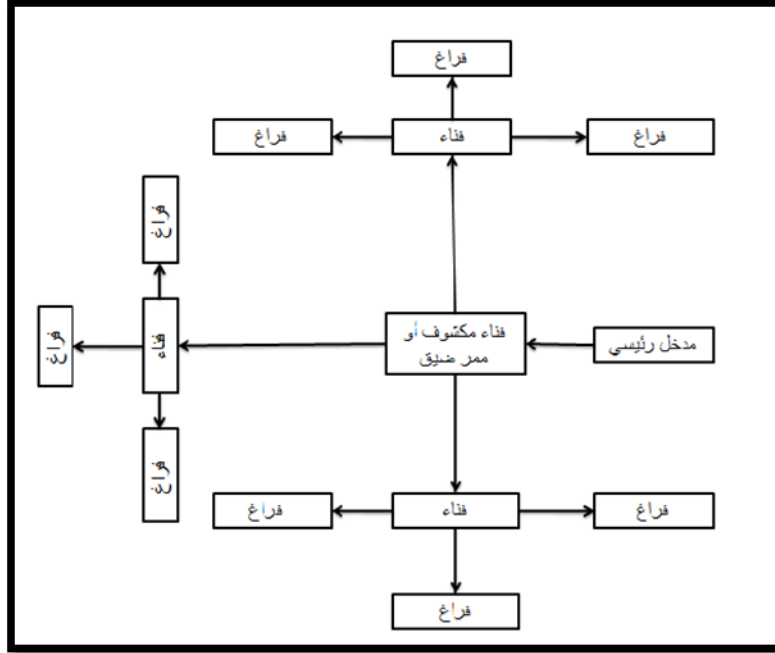 فراغ
فراغ
فناء
فراغ
فراغ
فناء
فراغ
فراغ
فناء مكشوف أو
ممر ضيق
مدخل رئيسي
فراغ
فناء
فراغ
فراغ